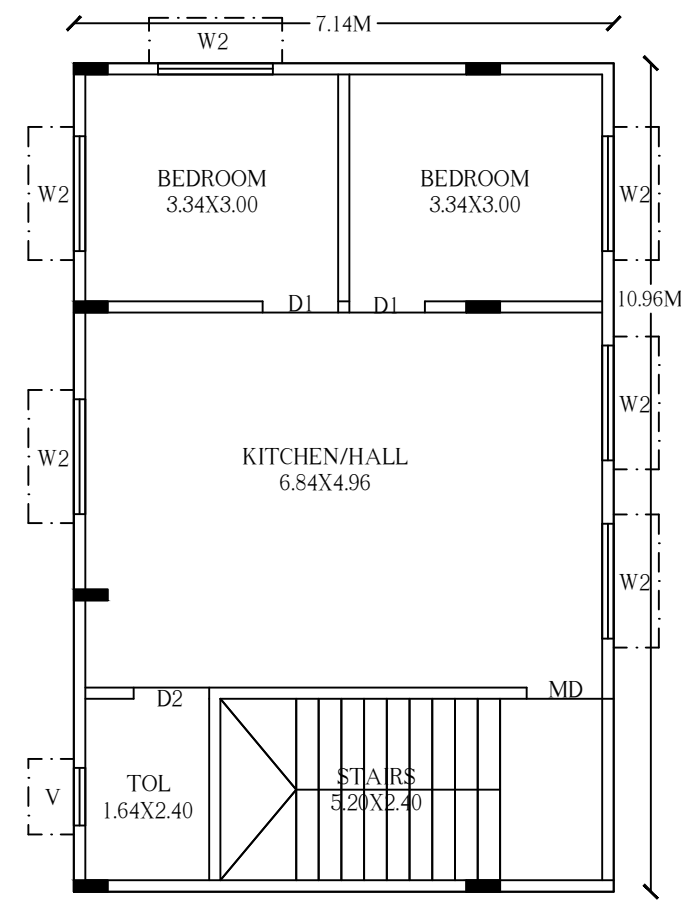 7.14M
W2
W2
BEDROOM
3.34X3.00
BEDROOM
3.34X3.00
W2
D1
D1
10.96M
W2
W2
KITCHEN/HALL
6.84X4.96
W2
D2
MD
V
TOL
1.64X2.40
STAIRS
5.20X2.40